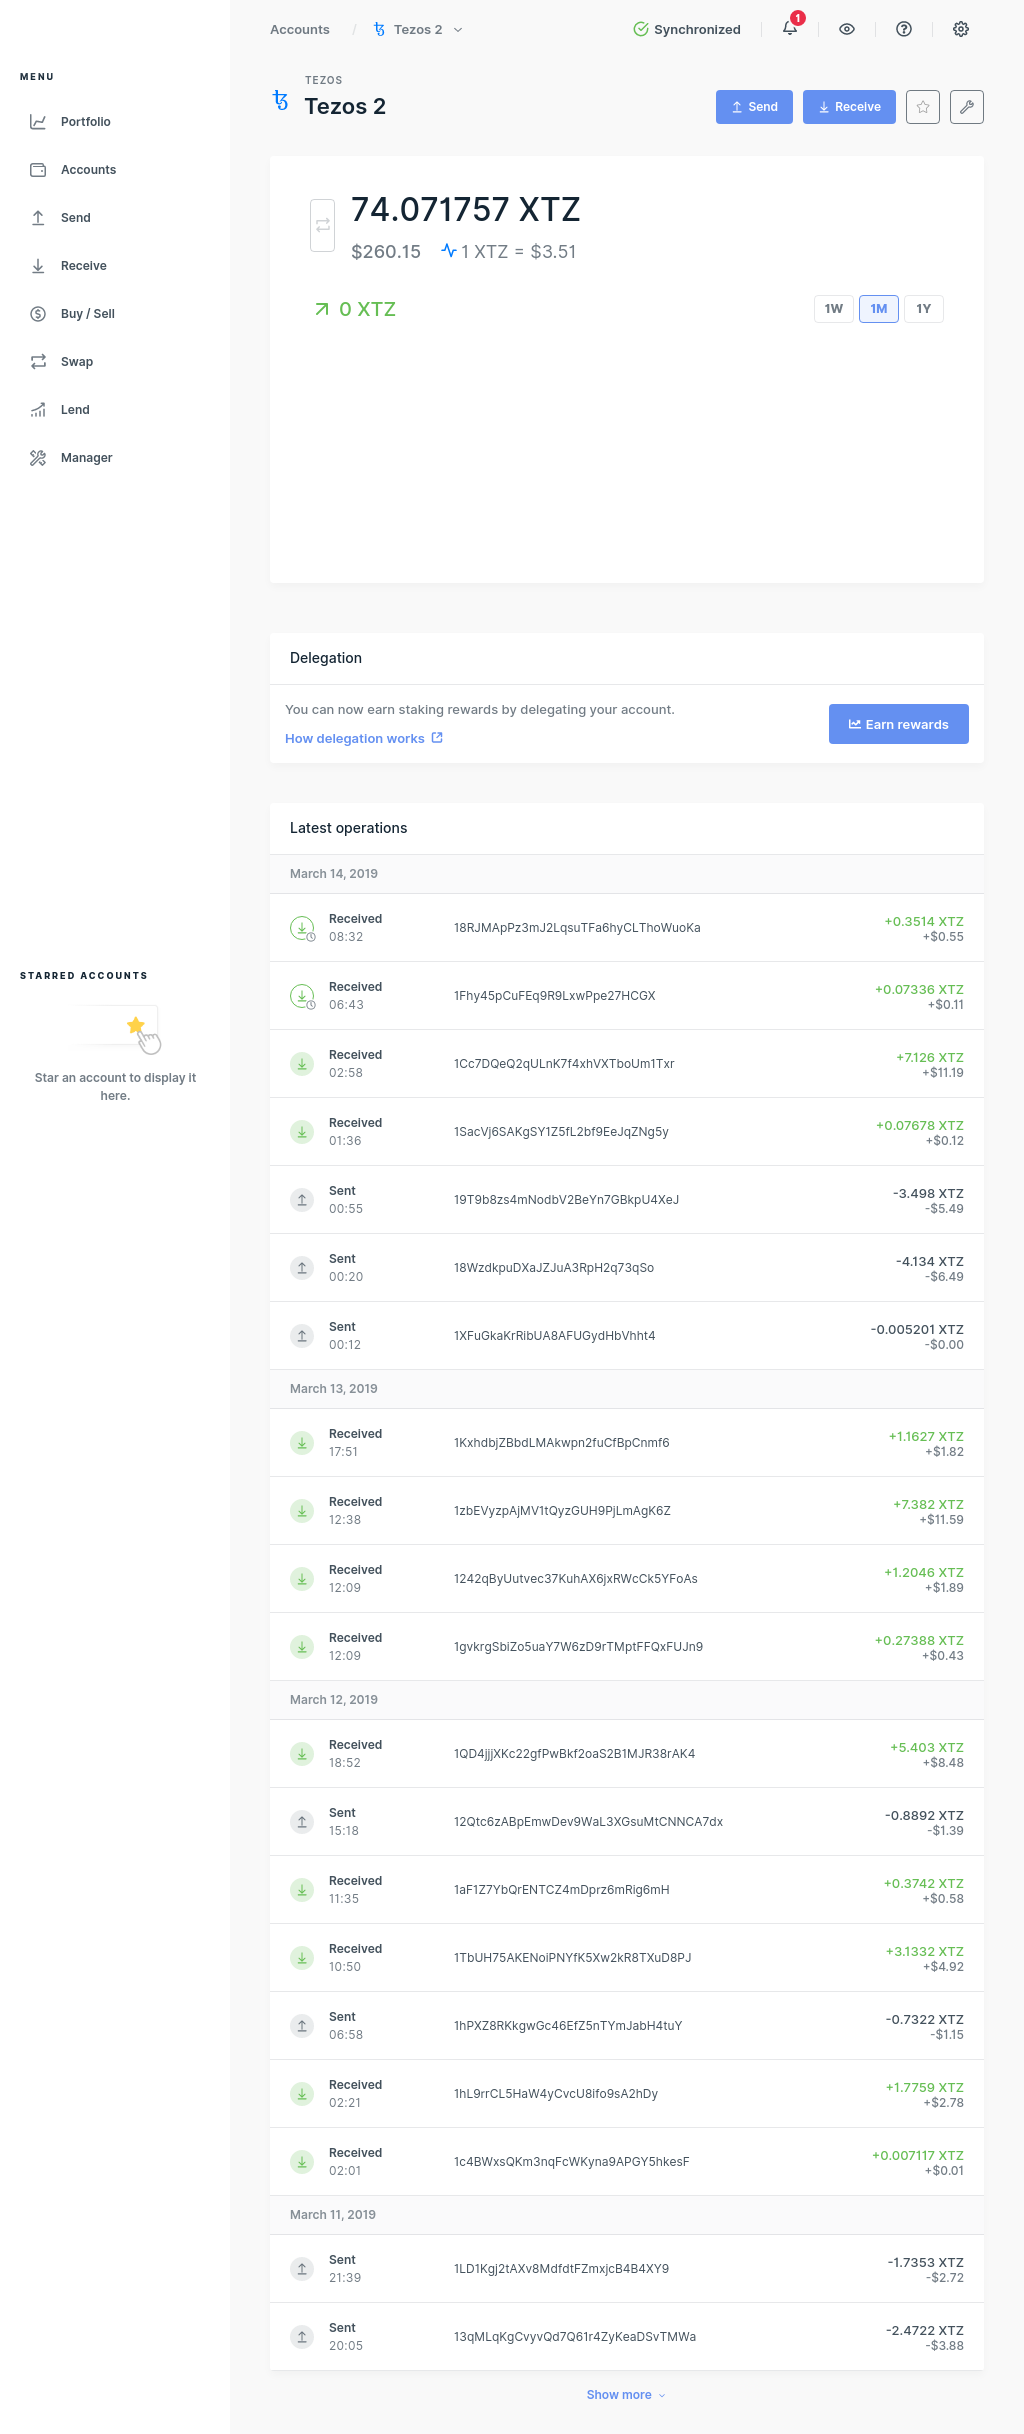 Accounts / Tezos 2
Synchronized
1
MENU
Portfolio
Accounts
Send
Receive
Buy / Sell
Swap
Lend
Manager
STARRED ACCOUNTS
Star an account to display it
here.
TEZOS
Tezos 2
Send
Receive
74.071757 XTZ
$260.15 1 XTZ = $3.51
0 XTZ
1W 1M 1Y
Delegation
You can now earn staking rewards by delegating your account.
How delegation works
Earn rewards
Latest operations
March 14, 2019
Received 18RJMApPz3mJ2LqsuTFa6hyCLThoWuoKa +0.3514 XTZ
08:32 +$0.55
Received 1Fhy45pCuFEq9R9LxwPpe27HCGX +0.07336 XTZ
06:43 +$0.11
Received 1Cc7DQeQ2qULnK7f4xhVXTboUm1Txr +7.126 XTZ
02:58 +$11.19
Received 1SacVj6SAKgSY1Z5fL2bf9EeJqZNg5y +0.07678 XTZ
01:36 +$0.12
Sent 19T9b8zs4mNodbV2BeYn7GBkpU4XeJ -3.498 XTZ
00:55 -$5.49
Sent 18WzdkpuDXaJZJuA3RpH2q73qSo -4.134 XTZ
00:20 -$6.49
Sent 1XFuGkaKrRibUA8AFUGydHbVhht4 -0.005201 XTZ
00:12 -$0.00
March 13, 2019
Received 1KxhdbjZBbdLMAkwpn2fuCfBpCnmf6 +1.1627 XTZ
17:51 +$1.82
Received 1zbEVyzpAjMV1tQyzGUH9PjLmAgK6Z +7.382 XTZ
12:38 +$11.59
Received 1242qByUutvec37KuhAX6jxRWcCk5YFoAs +1.2046 XTZ
12:09 +$1.89
Received 1gvkrgSbiZo5uaY7W6zD9rTMptFFQxFUJn9 +0.27388 XTZ
12:09 +$0.43
March 12, 2019
Received 1QD4jjjXKc22gfPwBkf2oaS2B1MJR38rAK4 +5.403 XTZ
18:52 +$8.48
Sent 12Qtc6zABpEmwDev9WaL3XGsuMtCNNCA7dx -0.8892 XTZ
15:18 -$1.39
Received 1aF1Z7YbQrENTCZ4mDprz6mRig6mH +0.3742 XTZ
11:35 +$0.58
Received 1TbUH75AKENoiPNYfK5Xw2kR8TXuD8PJ +3.1332 XTZ
10:50 +$4.92
Sent 1hPXZ8RKkgwGc46EfZ5nTYmJabH4tuY -0.7322 XTZ
06:58 -$1.15
Received 1hL9rrCL5HaW4yCvcU8ifo9sA2hDy +1.7759 XTZ
02:21 +$2.78
Received 1c4BWxsQKm3nqFcWKyna9APGY5hkesF +0.007117 XTZ
02:01 +$0.01
March 11, 2019
Sent 1LD1Kgj2tAXv8MdfdtFZmxjcB4B4XY9 -1.7353 XTZ
21:39 -$2.72
Sent 13qMLqKgCvyvQd7Q61r4ZyKeaDSvTMWa -2.4722 XTZ
20:05 -$3.88
Show more